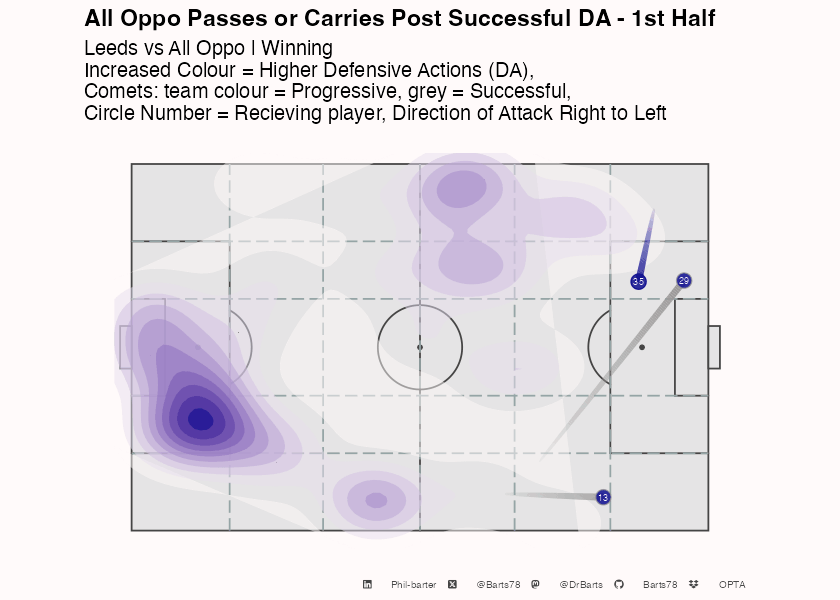 All Oppo Passes or Carries Post Successful DA - 1st Half
Leeds vs All Oppo | Winning
Increased Colour = Higher Defensive Actions (DA),
Comets: team colour = Progressive, grey = Successful,
Circle Number = Recieving player, Direction of Attack Right to Left
35
29
13
Phil-barter @Barts78 @DrBarts Barts78 OPTA